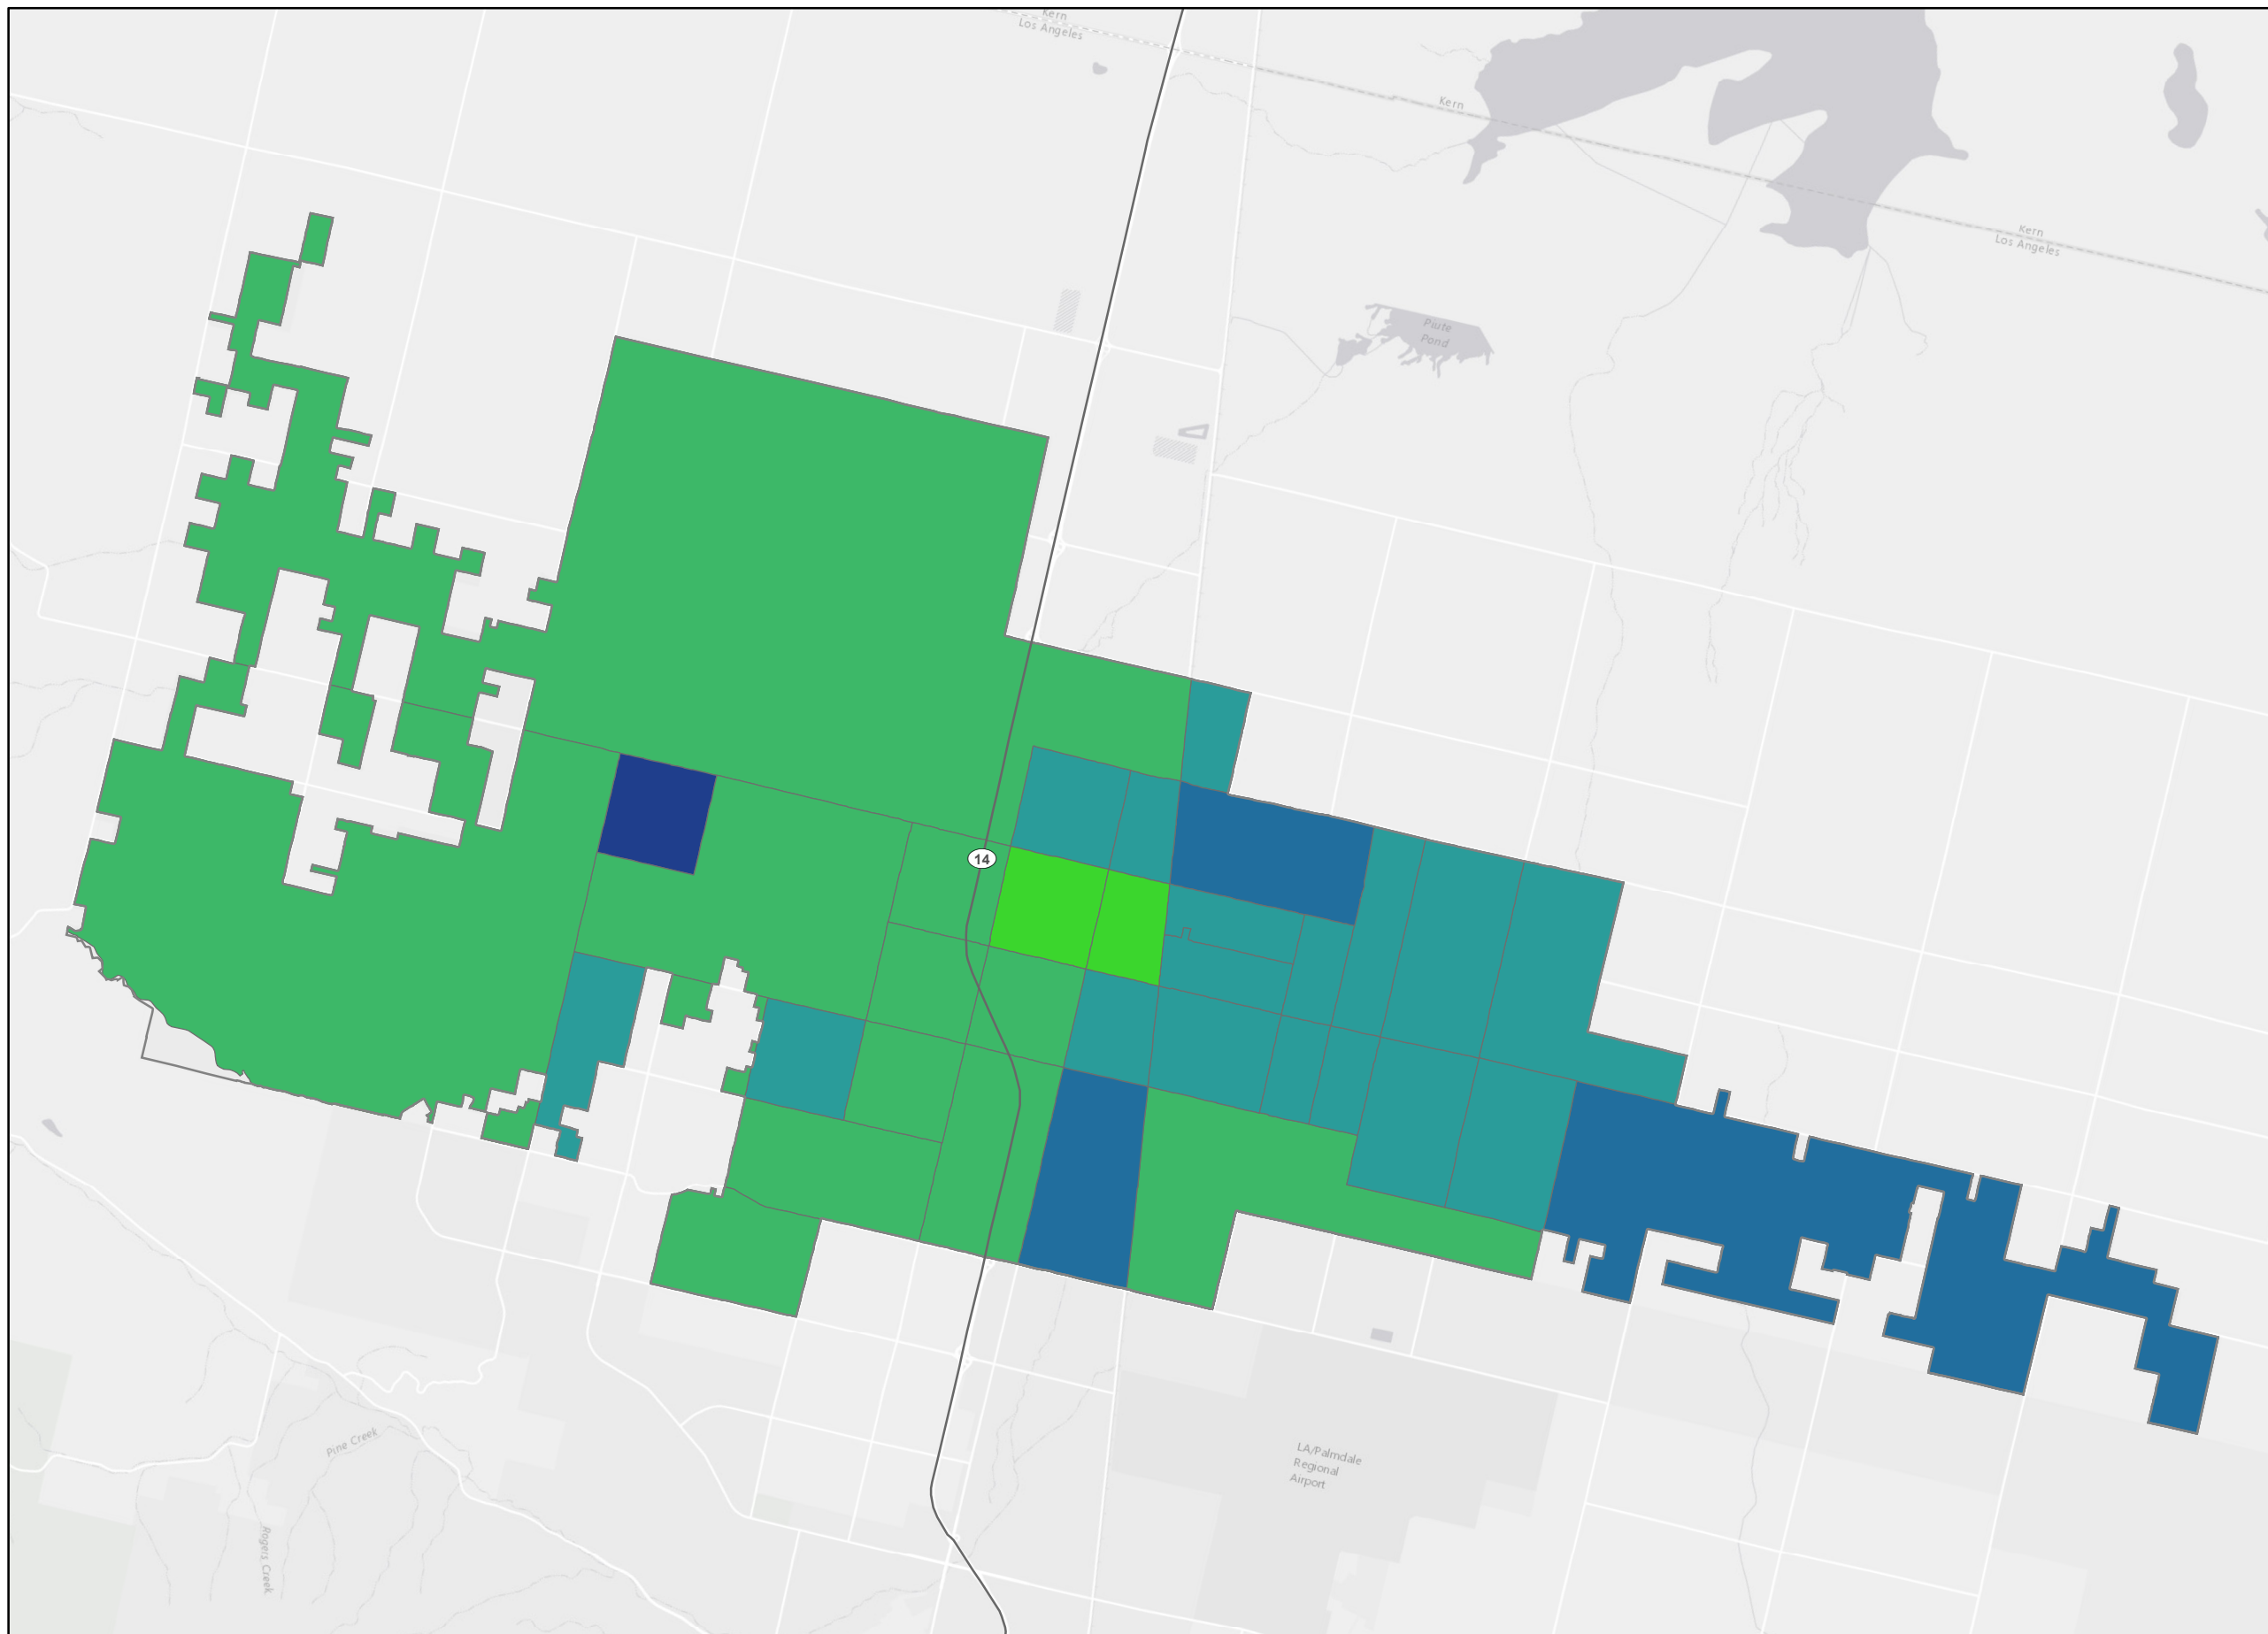 Kern
Los Angeles
Kern
Kern
Los Angeles
Piute
Pond
14
LA/Palmdale
Regional
Airport
Pine Creek
Rogers Creek